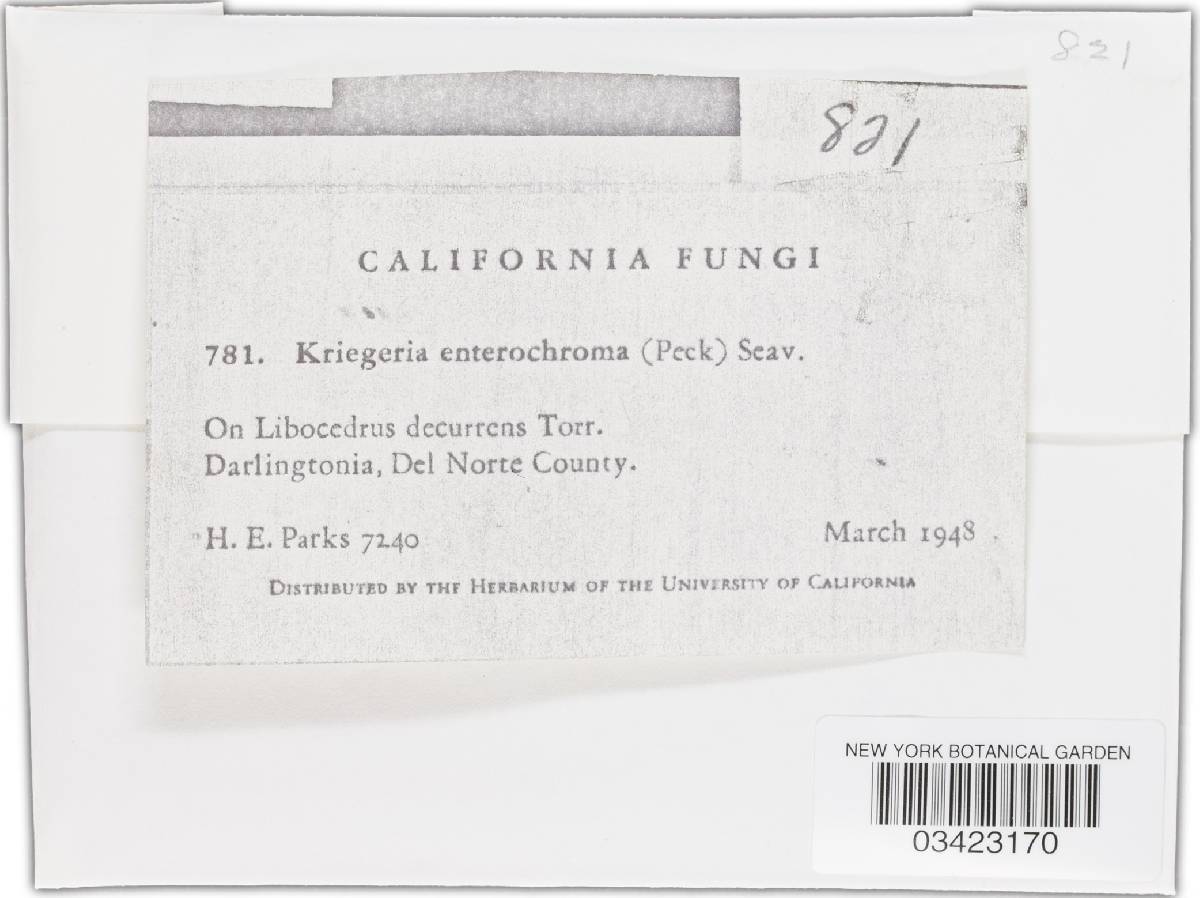 821
821
CALIFORNIA FUNGI
781. Kriegeria enterochroma (Peck) Seav.
On Libocedrus decurrens Torr.
Darlingtonia, Del Norte County.
H. E. Parks 7240 March 1948
DISTRIBUTED BY THE HERBARIUM OF THE UNIVERSITY OF CALIFORNIA
NEW YORK BOTANICAL GARDEN
03423170